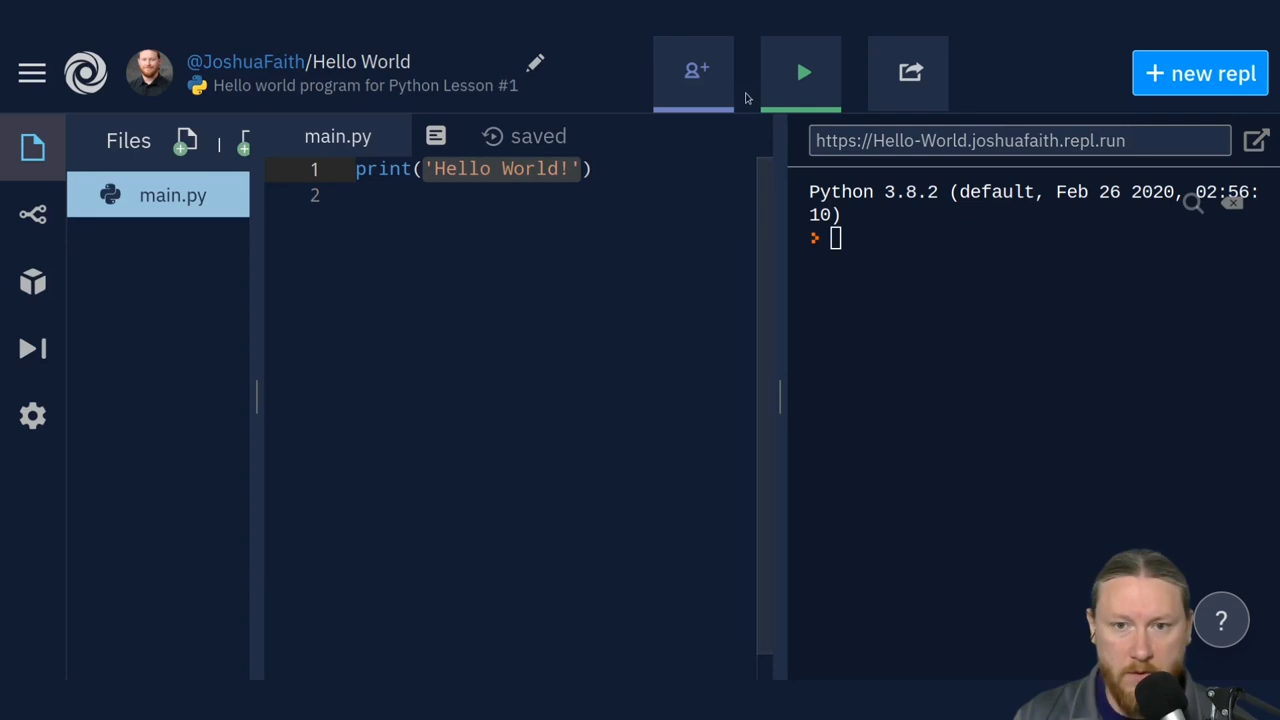 @JoshuaFaith/Hello World
Hello world program for Python Lesson #1
+ new repl
Files
main.py
saved
https://Hello-World.joshuafaith.repl.run
main.py
1 print('Hello World!')
2
Python 3.8.2 (default, Feb 26 2020, 02:56:
10)
?